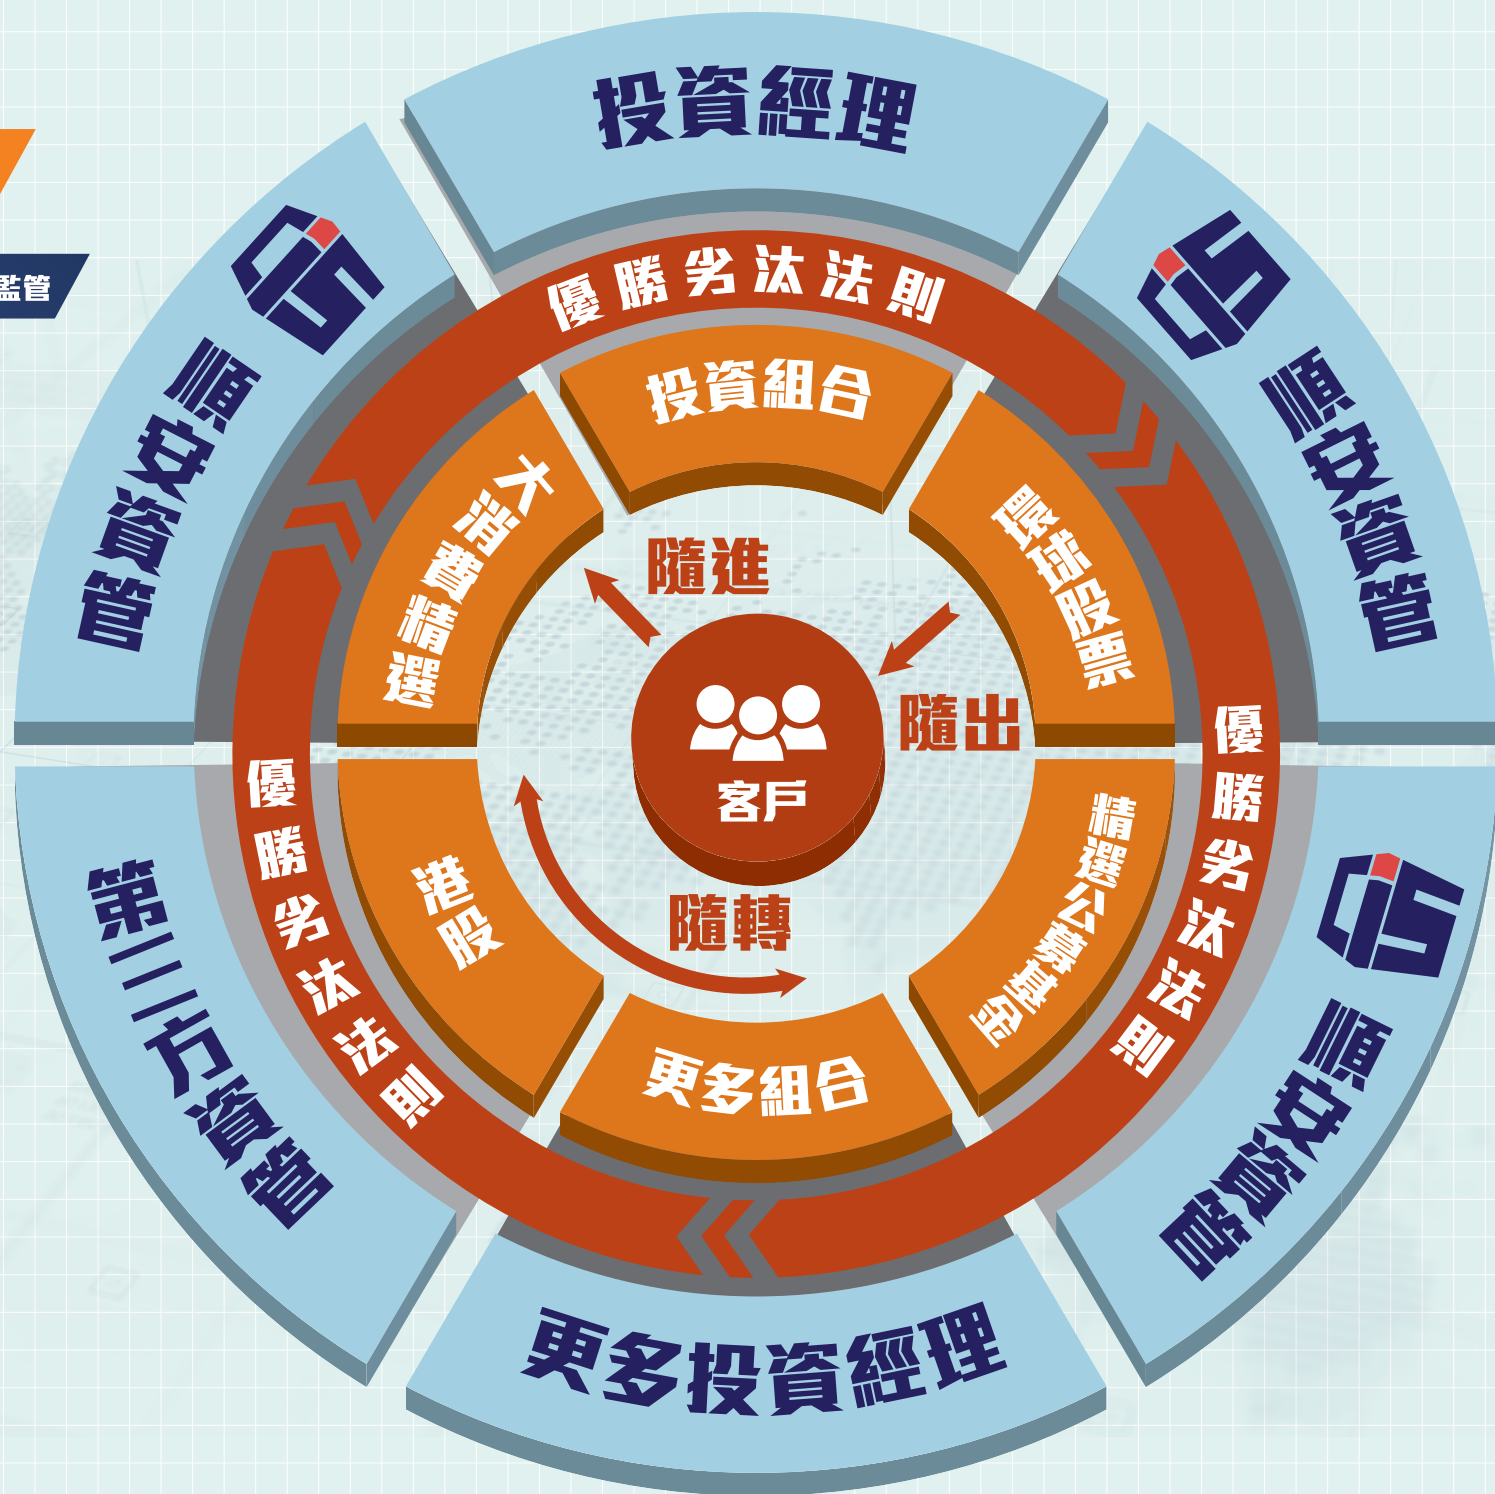 投資經理
監管
順安資管
順安資管
優勝劣汰法則
投資組合
大消費精選
環球股票
隨進
隨出
客戶
優勝劣汰法則
優勝劣汰法則
精選公募基金
港股
隨轉
第三方資管
順安資管
更多組合
更多投資經理